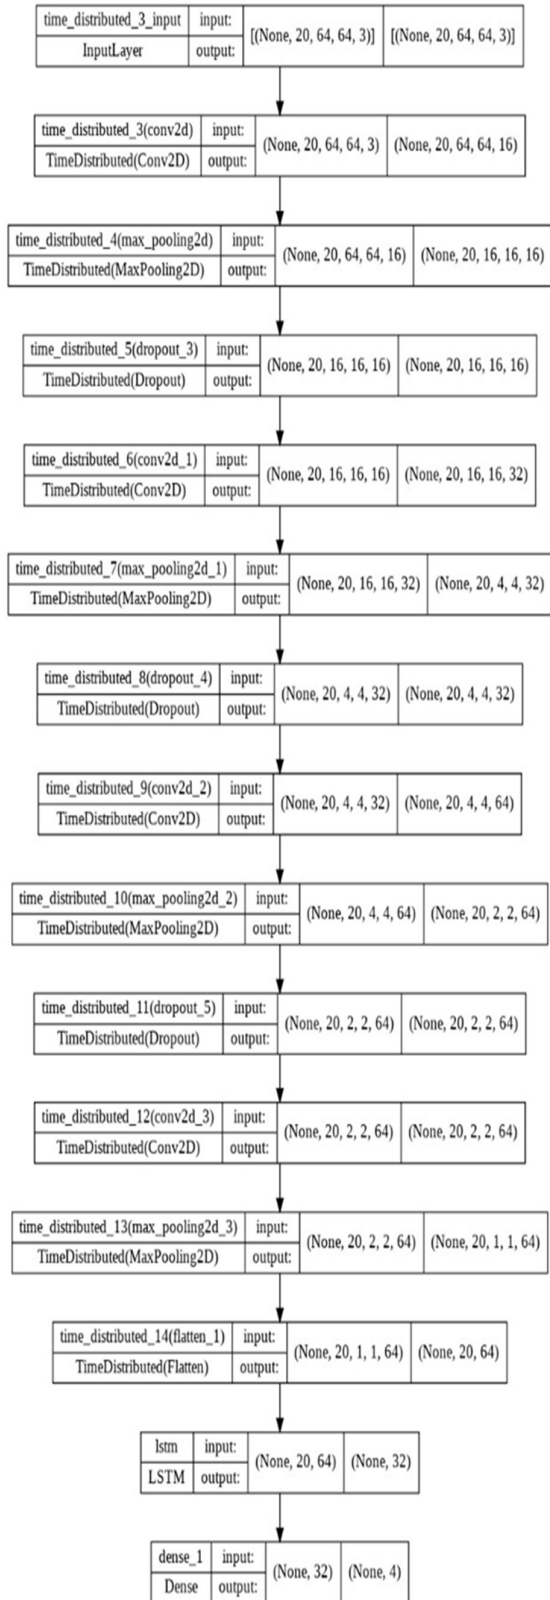 time_distributed_3_input input: [(None, 20, 64, 64, 3)] [(None, 20, 64, 64, 3)]
InputLayer output:
time_distributed_3(conv2d) input: (None, 20, 64, 64, 3) (None, 20, 64, 64, 16)
TimeDistributed(Conv2D) output:
time_distributed_4(max_pooling2d) input: (None, 20, 64, 64, 16) (None, 20, 16, 16, 16)
TimeDistributed(MaxPooling2D) output:
time_distributed_5(dropout_3) input: (None, 20, 16, 16, 16) (None, 20, 16, 16, 16)
TimeDistributed(Dropout) output:
time_distributed_6(conv2d_1) input: (None, 20, 16, 16, 16) (None, 20, 16, 16, 32)
TimeDistributed(Conv2D) output:
time_distributed_7(max_pooling2d_1) input: (None, 20, 16, 16, 32) (None, 20, 4, 4, 32)
TimeDistributed(MaxPooling2D) output:
time_distributed_8(dropout_4) input: (None, 20, 4, 4, 32) (None, 20, 4, 4, 32)
TimeDistributed(Dropout) output:
time_distributed_9(conv2d_2) input: (None, 20, 4, 4, 32) (None, 20, 4, 4, 64)
TimeDistributed(Conv2D) output:
time_distributed_10(max_pooling2d_2) input: (None, 20, 4, 4, 64) (None, 20, 2, 2, 64)
TimeDistributed(MaxPooling2D) output:
time_distributed_11(dropout_5) input: (None, 20, 2, 2, 64) (None, 20, 2, 2, 64)
TimeDistributed(Dropout) output:
time_distributed_12(conv2d_3) input: (None, 20, 2, 2, 64) (None, 20, 2, 2, 64)
TimeDistributed(Conv2D) output:
time_distributed_13(max_pooling2d_3) input: (None, 20, 2, 2, 64) (None, 20, 1, 1, 64)
TimeDistributed(MaxPooling2D) output:
time_distributed_14(flatten_1) input: (None, 20, 1, 1, 64) (None, 20, 64)
TimeDistributed(Flatten) output:
lstm input: (None, 20, 64) (None, 32)
LSTM output:
dense_1 input: (None, 32) (None, 4)
Dense output: